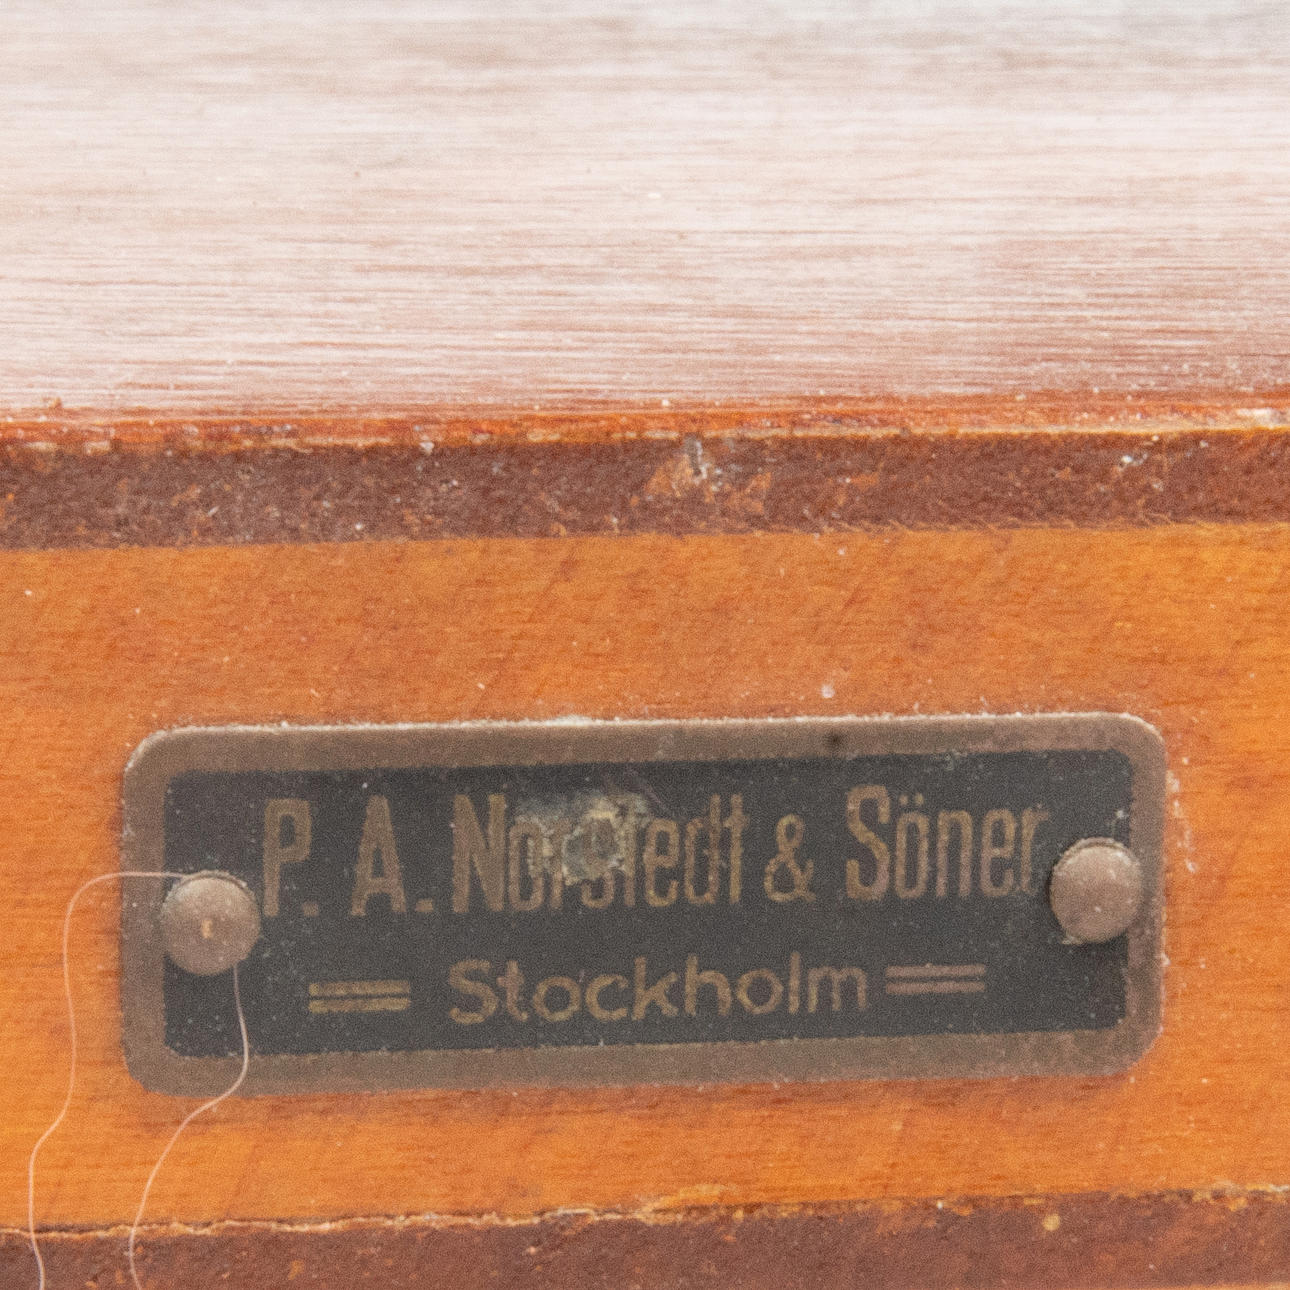 P. A. Norstedt & Söner
Stockholm